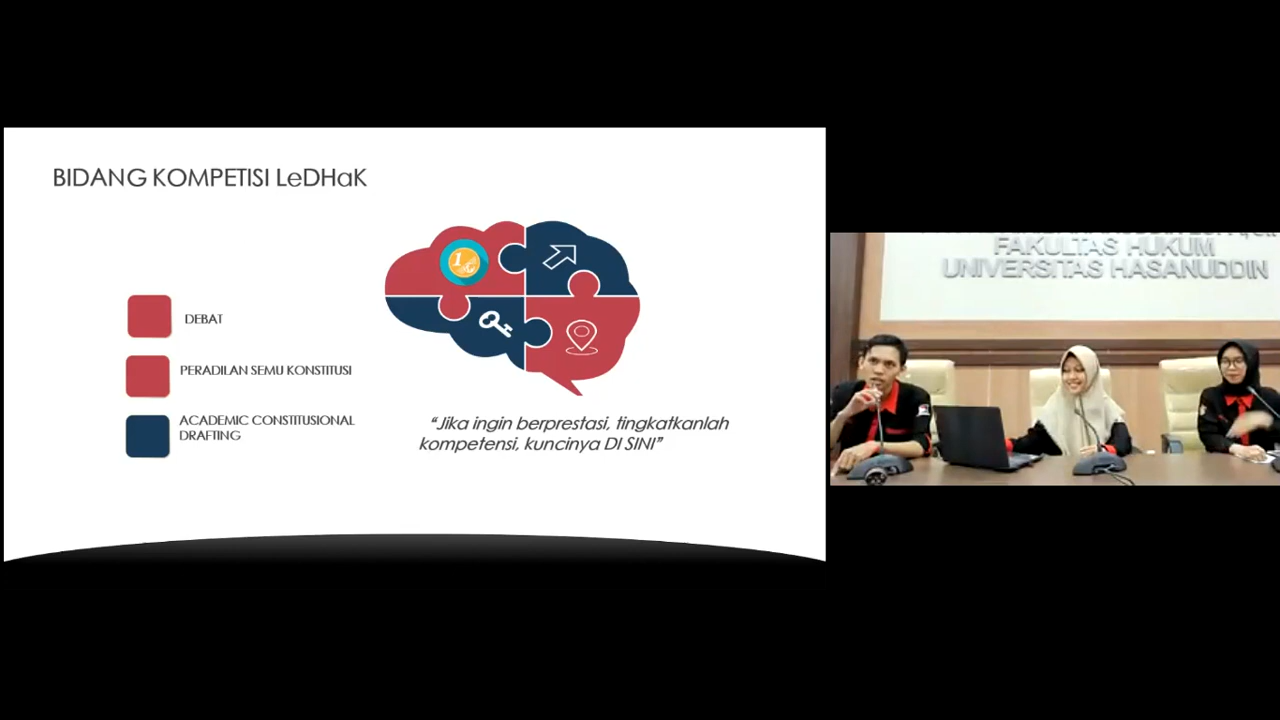 BIDANG KOMPETISI LeDHaK
DEBAT
PERADILAN SEMU KONSTITUSI
ACADEMIC CONSTITUSIONAL
DRAFTING
“Jika ingin berprestasi, tingkatkanlah
kompetensi, kuncinya DI SINI”
FAKULTAS HUKUM
UNIVERSITAS HASANUDDIN